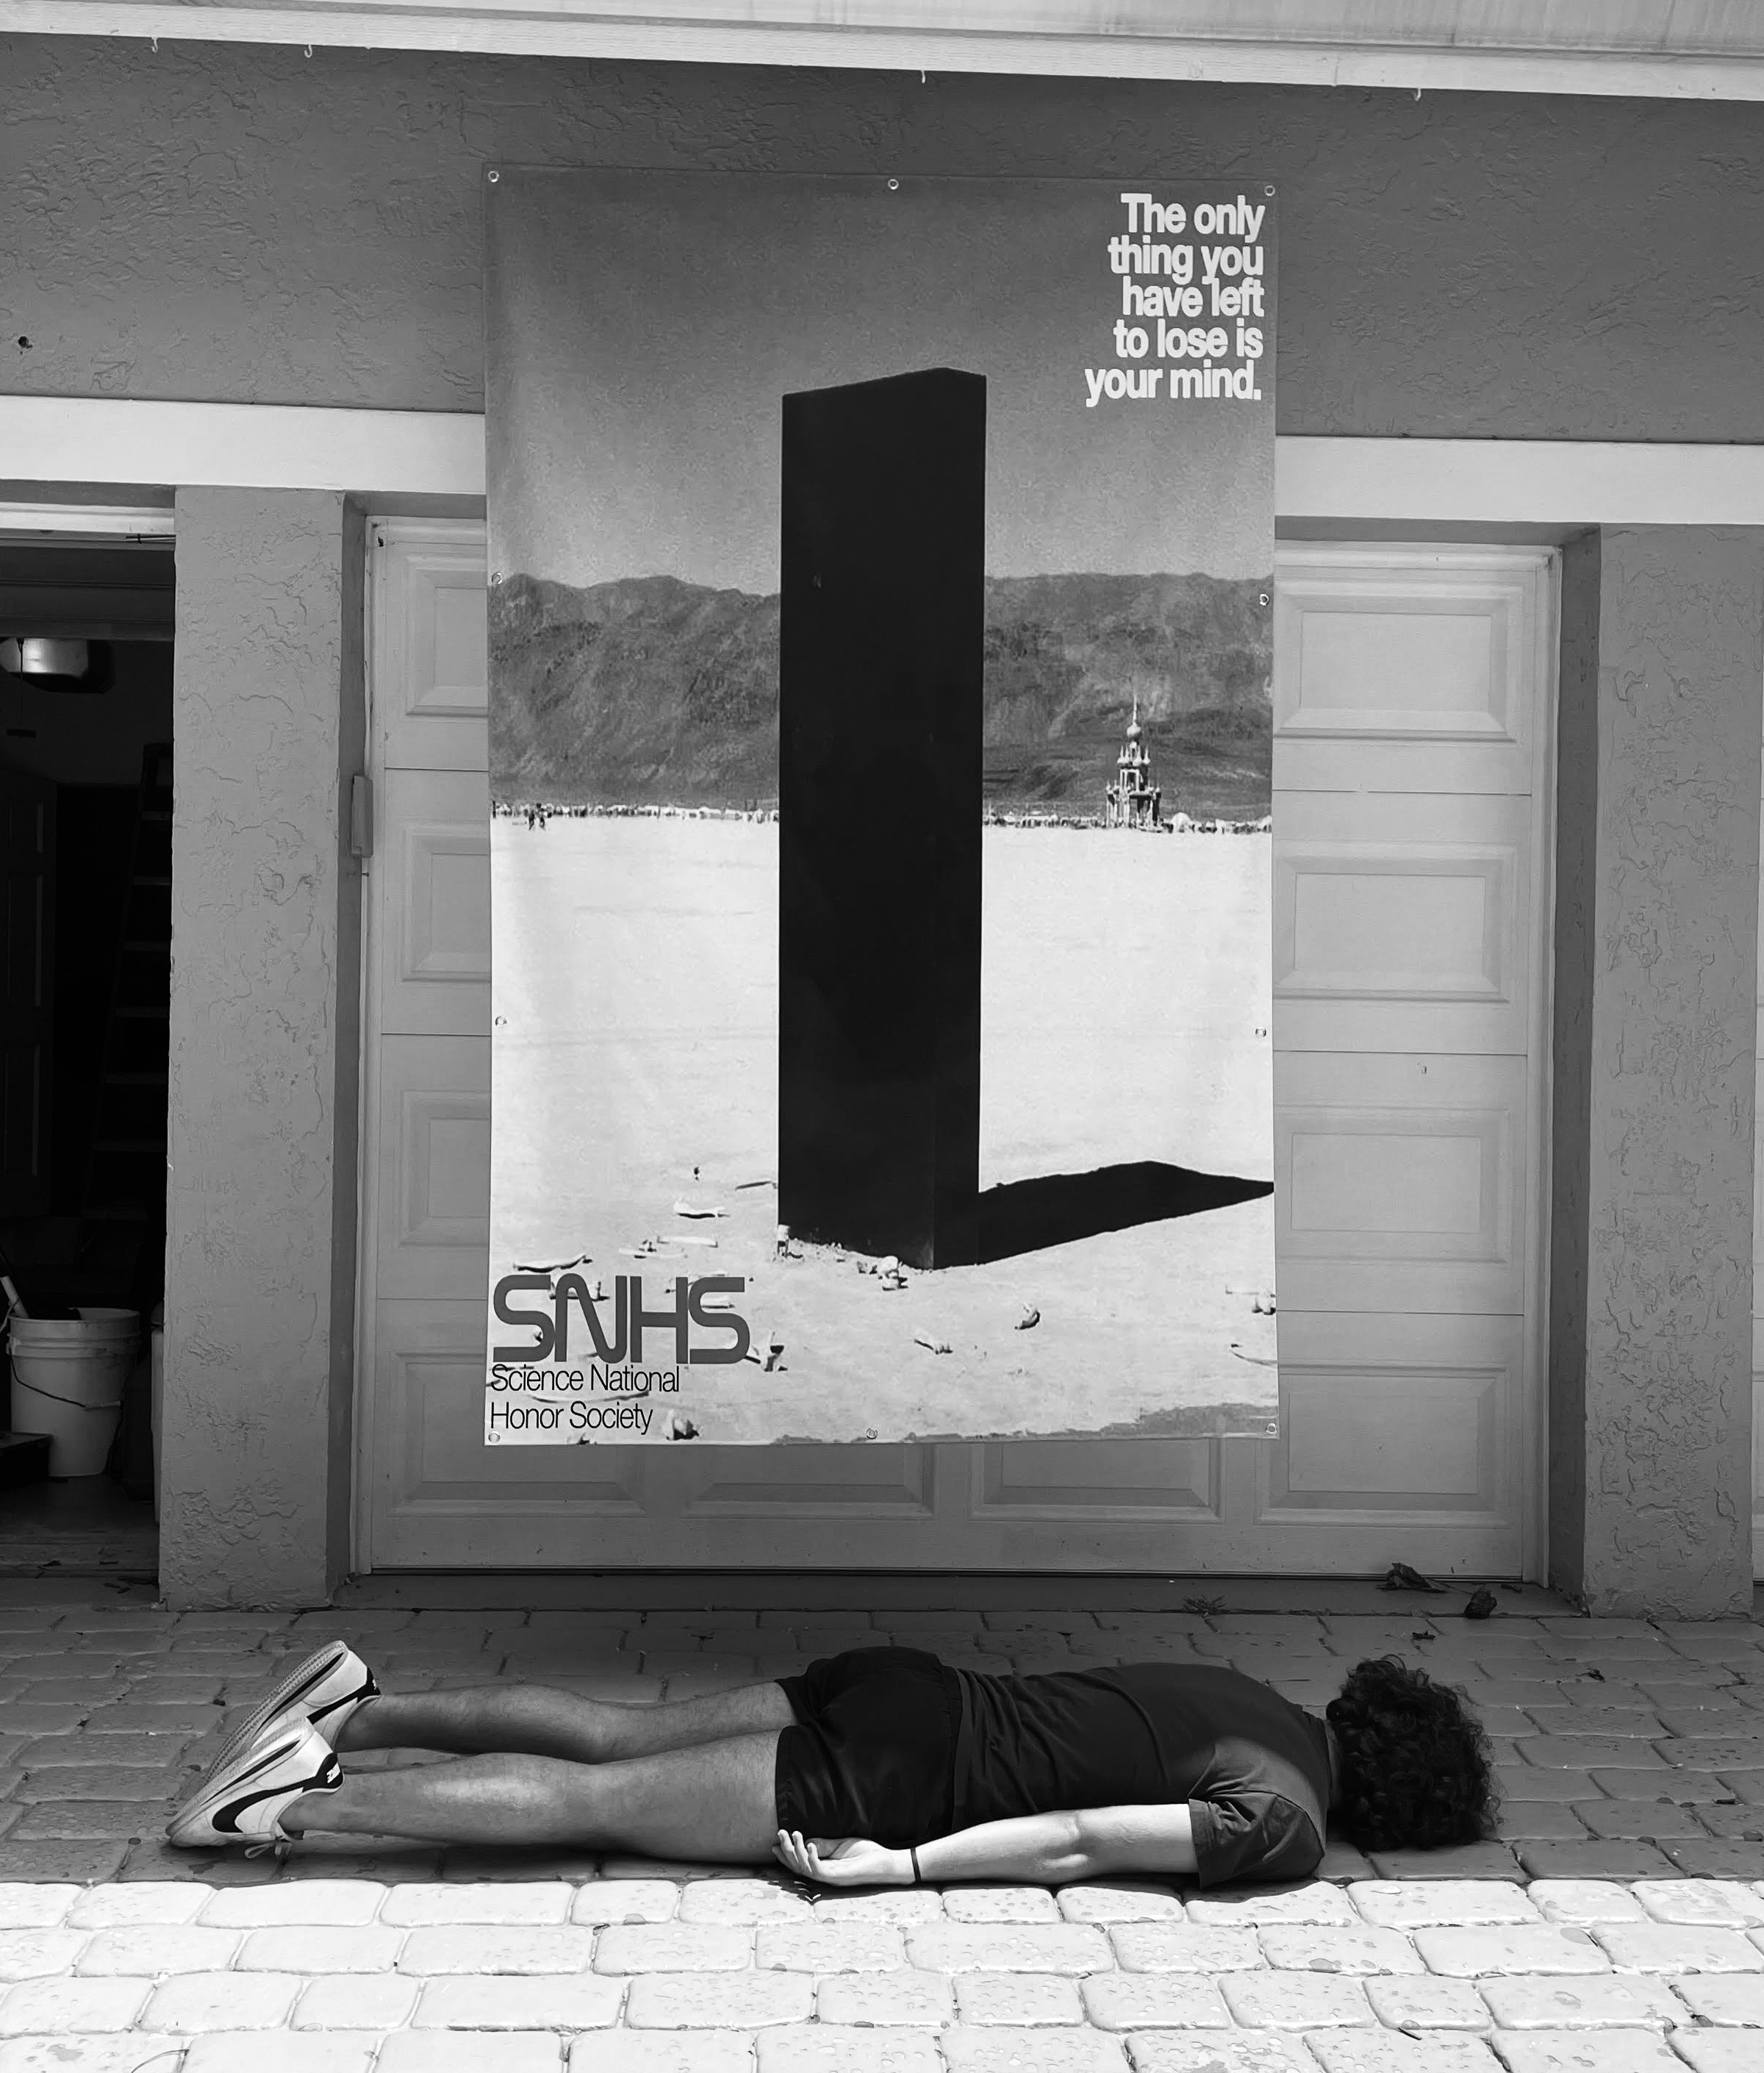 The only
thing you
have left
to lose is
your mind.
SNHS
Science National
Honor Society